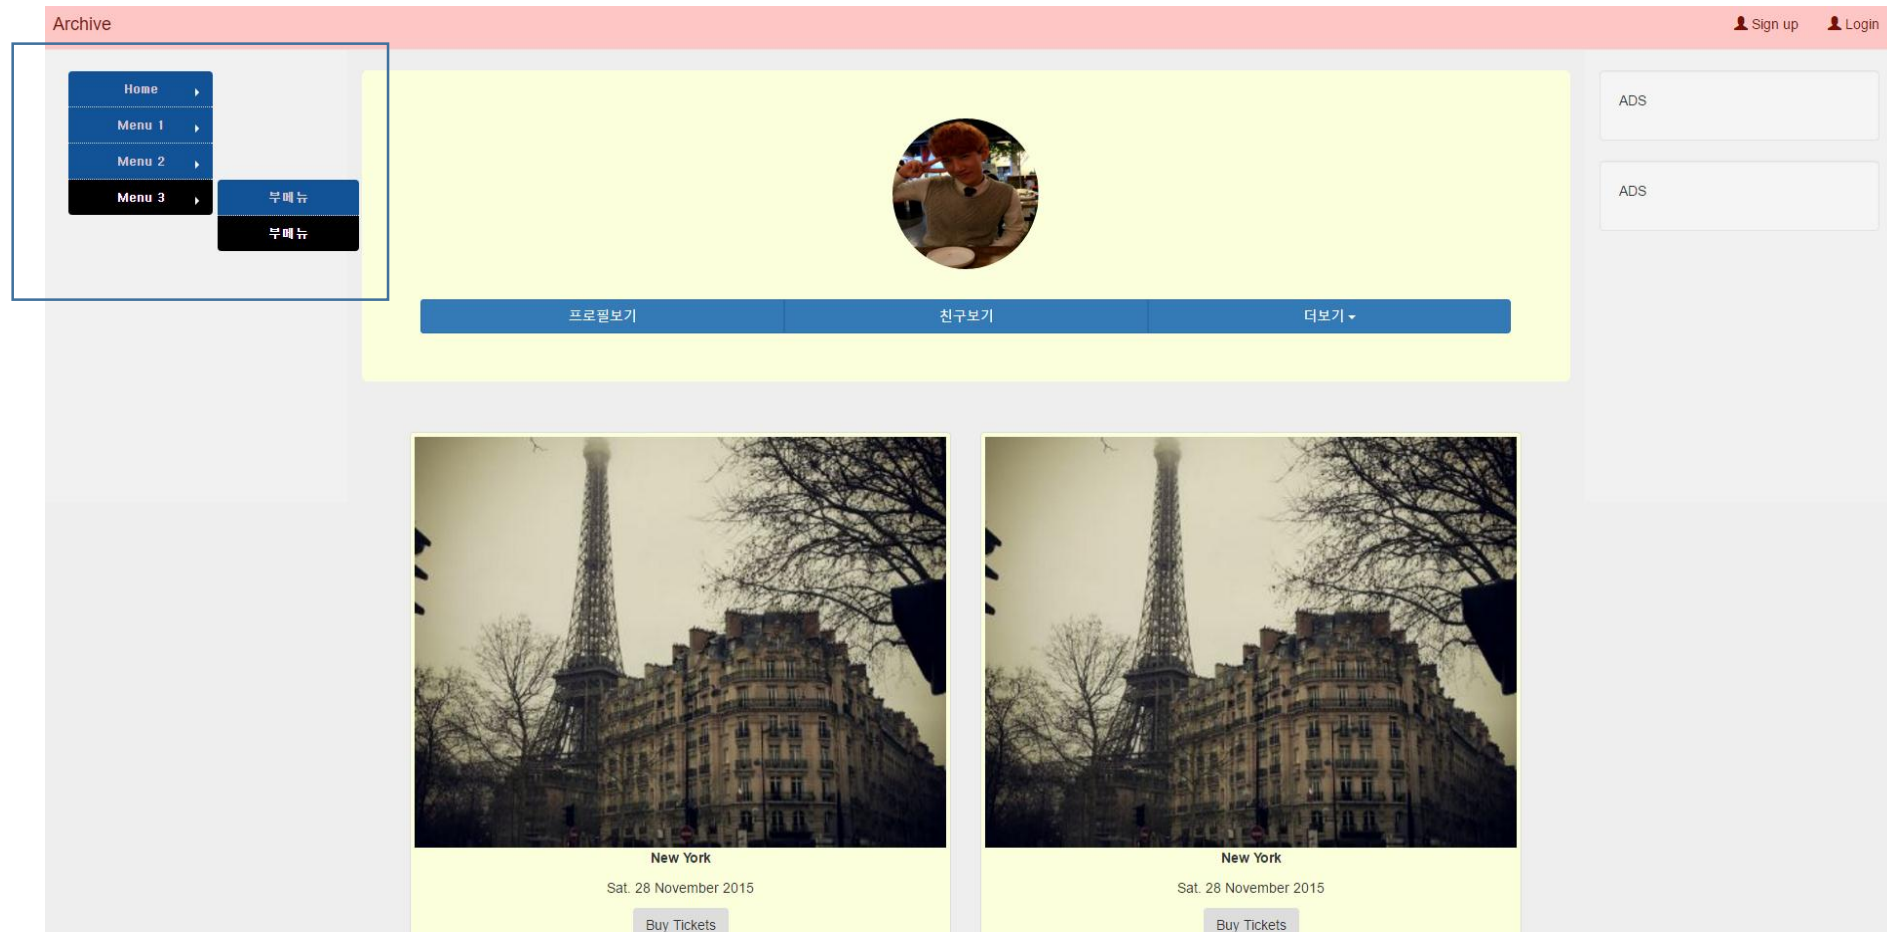 Archive
Sign up
Login
Home
Menu 1
Menu 2
Menu 3
부메뉴
부메뉴
ADS
ADS
프로필보기
친구보기
더보기
New York
Sat. 28 November 2015
Buy Tickets
New York
Sat. 28 November 2015
Buy Tickets